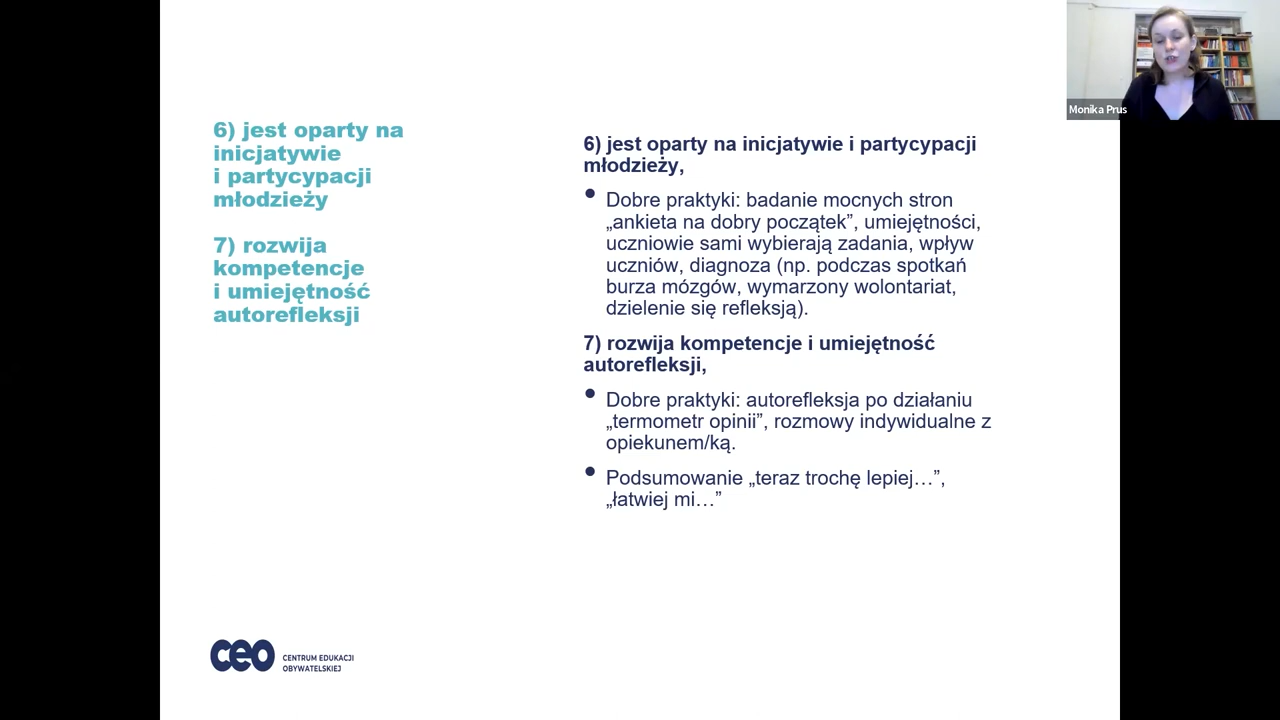 6) jest oparty na
inicjatywie
i partycypacji
młodzieży
7) rozwija
kompetencje
i umiejętność
autorefleksji
6) jest oparty na inicjatywie i partycypacji
młodzieży,
• Dobre praktyki: badanie mocnych stron
„ankieta na dobry początek”, umiejętności,
uczniowie sami wybierają zadania, wpływ
uczniów, diagnoza (np. podczas spotkań
burza mózgów, wymarzony wolontariat,
dzielenie się refleksją).
7) rozwija kompetencje i umiejętność
autorefleksji,
• Dobre praktyki: autorefleksja po działaniu
„termometr opinii”, rozmowy indywidualne z
opiekunem/ką.
• Podsumowanie „teraz trochę lepiej…”,
„łatwiej mi…”
Monika Prus
ceo CENTRUM EDUKACJI
OBYWATELSKIEJ